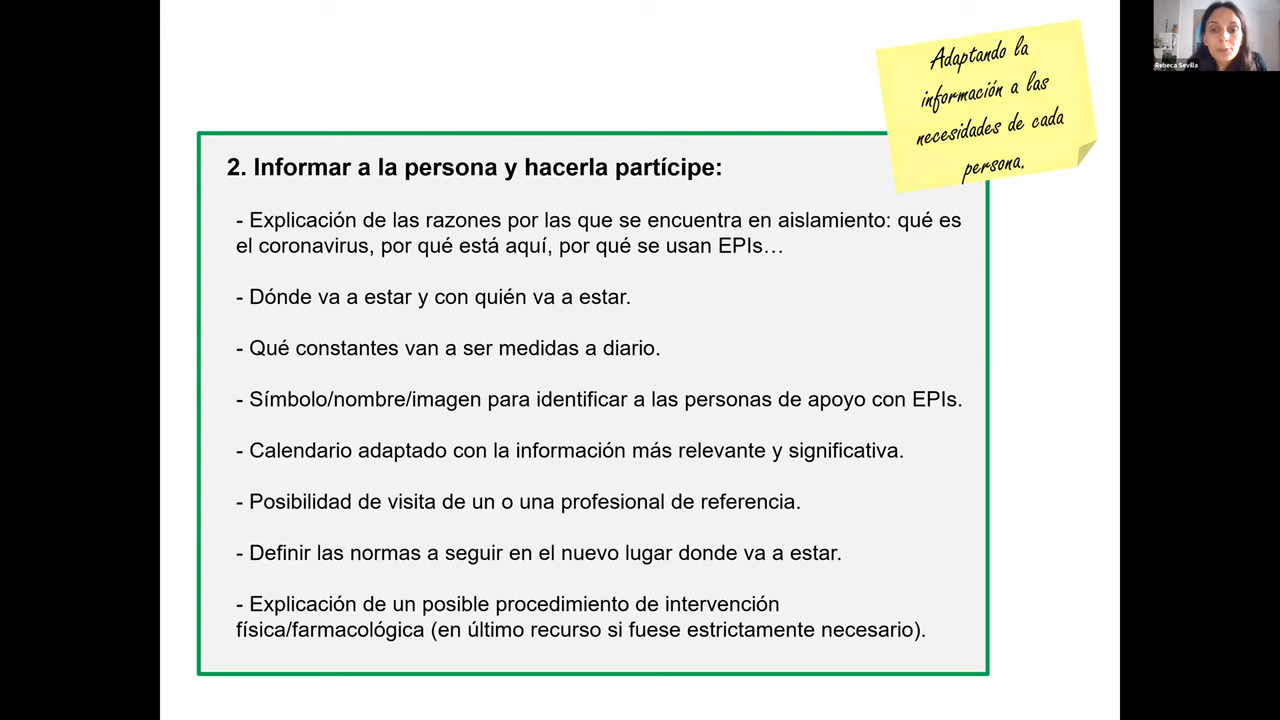 Adaptando la
información a las
necesidades de cada
persona.
Rebeca Sevilla
2. Informar a la persona y hacerla partícipe:
- Explicación de las razones por las que se encuentra en aislamiento: qué es
el coronavirus, por qué está aquí, por qué se usan EPIs…
- Dónde va a estar y con quién va a estar.
- Qué constantes van a ser medidas a diario.
- Símbolo/nombre/imagen para identificar a las personas de apoyo con EPIs.
- Calendario adaptado con la información más relevante y significativa.
- Posibilidad de visita de un o una profesional de referencia.
- Definir las normas a seguir en el nuevo lugar donde va a estar.
- Explicación de un posible procedimiento de intervención
física/farmacológica (en último recurso si fuese estrictamente necesario).